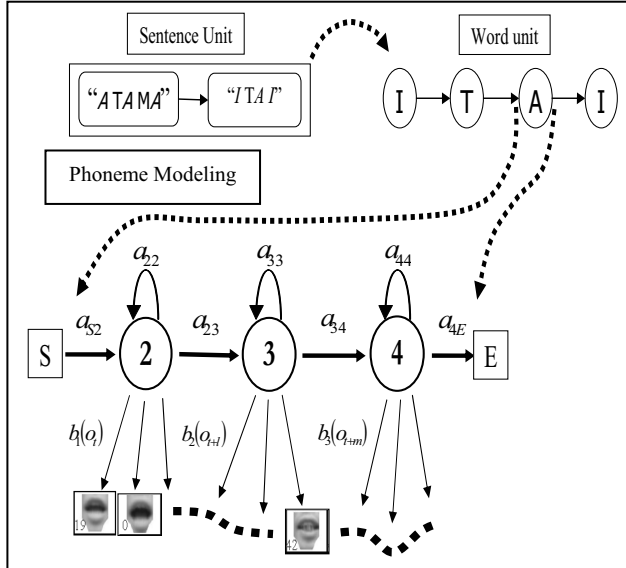 Sentence Unit
Word unit
“ATAMA”
“ITAI”
I T A I
Phoneme Modeling
a22 a33 a44
aS2 a23 a34 a4E
S 2 3 4 E
b1(ot) b2(ot+l) b3(ot+m)
19 0
42